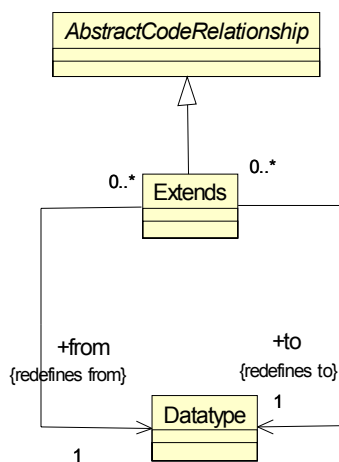 AbstractCodeRelationship
0..*
0..*
Extends
+from
{redefines from}
+to
{redefines to}
1
Datatype
1